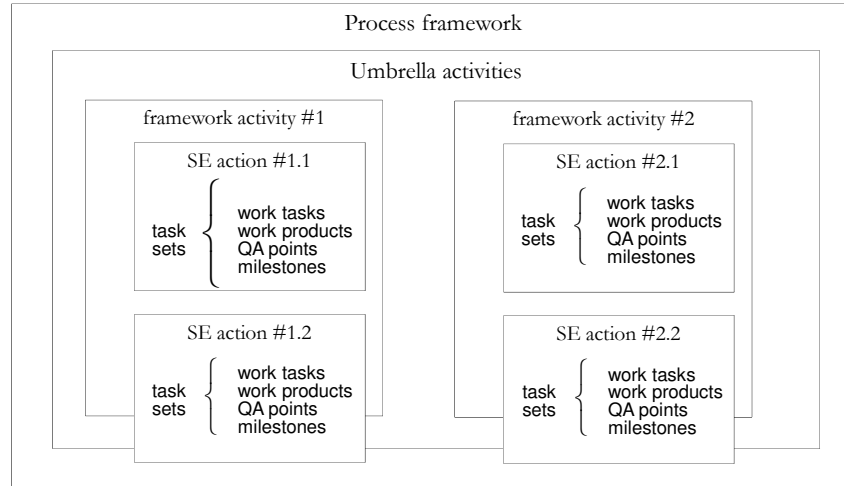 Process framework
Umbrella activities
framework activity #1
SE action #1.1
task
sets
work tasks
work products
QA points
milestones
SE action #1.2
task
sets
work tasks
work products
QA points
milestones
framework activity #2
SE action #2.1
task
sets
work tasks
work products
QA points
milestones
SE action #2.2
task
sets
work tasks
work products
QA points
milestones